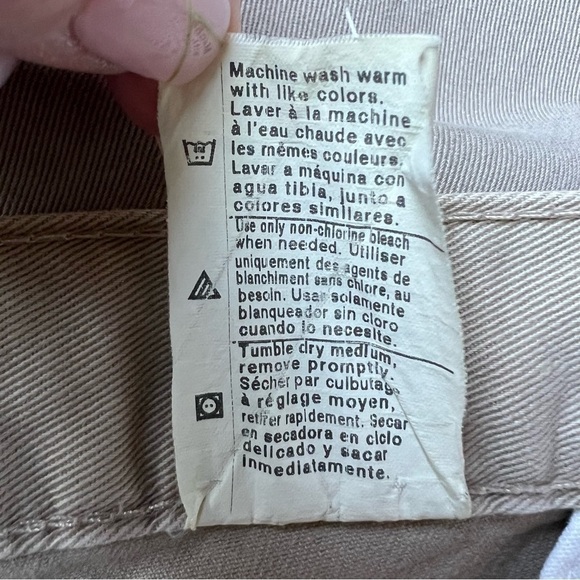 Machine wash warm
with like colors.
Laver à la machine
à l'eau chaude avec
les mêmes couleurs.
Lavar a máquina con
agua tibia, junto a
colores similares.
Use only non-chlorine bleach
when needed. Utiliser
uniquement des agents de
blanchiment sans chlore, au
besoin. Usar solamente
blanqueador sin cloro
cuando lo necesite.
Tumble dry medium,
remove promptly.
Sécher par culbutage
à réglage moyen,
retirer rapidement. Secar
en secadora en ciclo
delicado y sacar
inmediatamente.